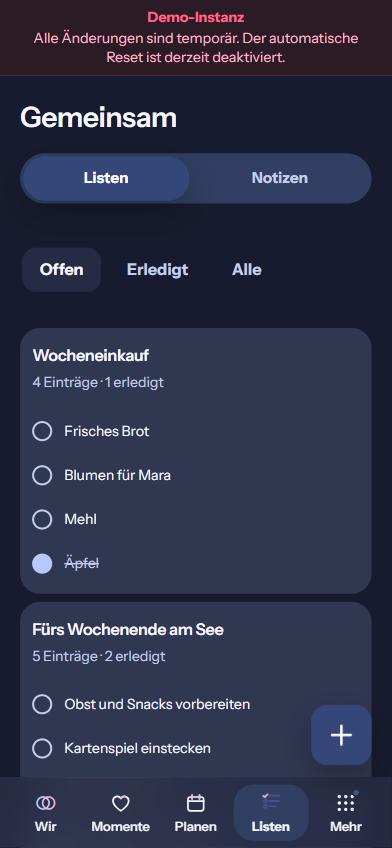 Demo-Instanz
Alle Änderungen sind temporär. Der automatische
Reset ist derzeit deaktiviert.
Gemeinsam
Listen
Notizen
Offen
Erledigt
Alle
Wocheneinkauf
4 Einträge · 1 erledigt
Frisches Brot
Blumen für Mara
Mehl
Äpfel
Fürs Wochenende am See
5 Einträge · 2 erledigt
Obst und Snacks vorbereiten
Kartenspiel einstecken
Wir
Momente
Planen
Listen
Mehr